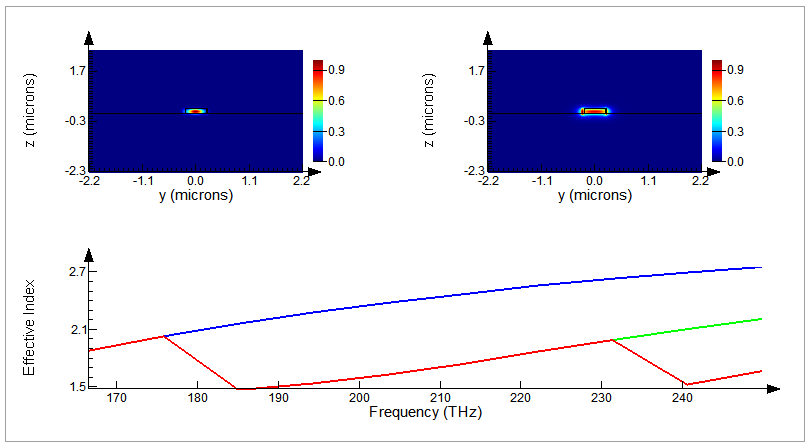 z (microns)
1.7
-0.3
-2.3
-2.2 -1.1 0.0 1.1 2.2
y (microns)
0.9
0.6
0.3
0.0
z (microns)
1.7
-0.3
-2.3
-2.2 -1.1 0.0 1.1 2.2
y (microns)
0.9
0.6
0.3
0.0
Effective Index
2.7
2.1
1.5
170 180 190 200 210 220 230 240
Frequency (THz)